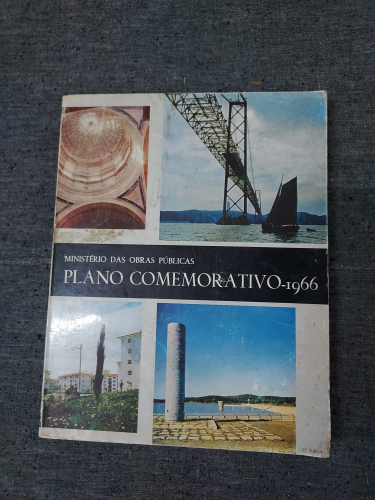 MINISTÉRIO DAS OBRAS PÚBLICAS
PLANO COMEMORATIVO-1966